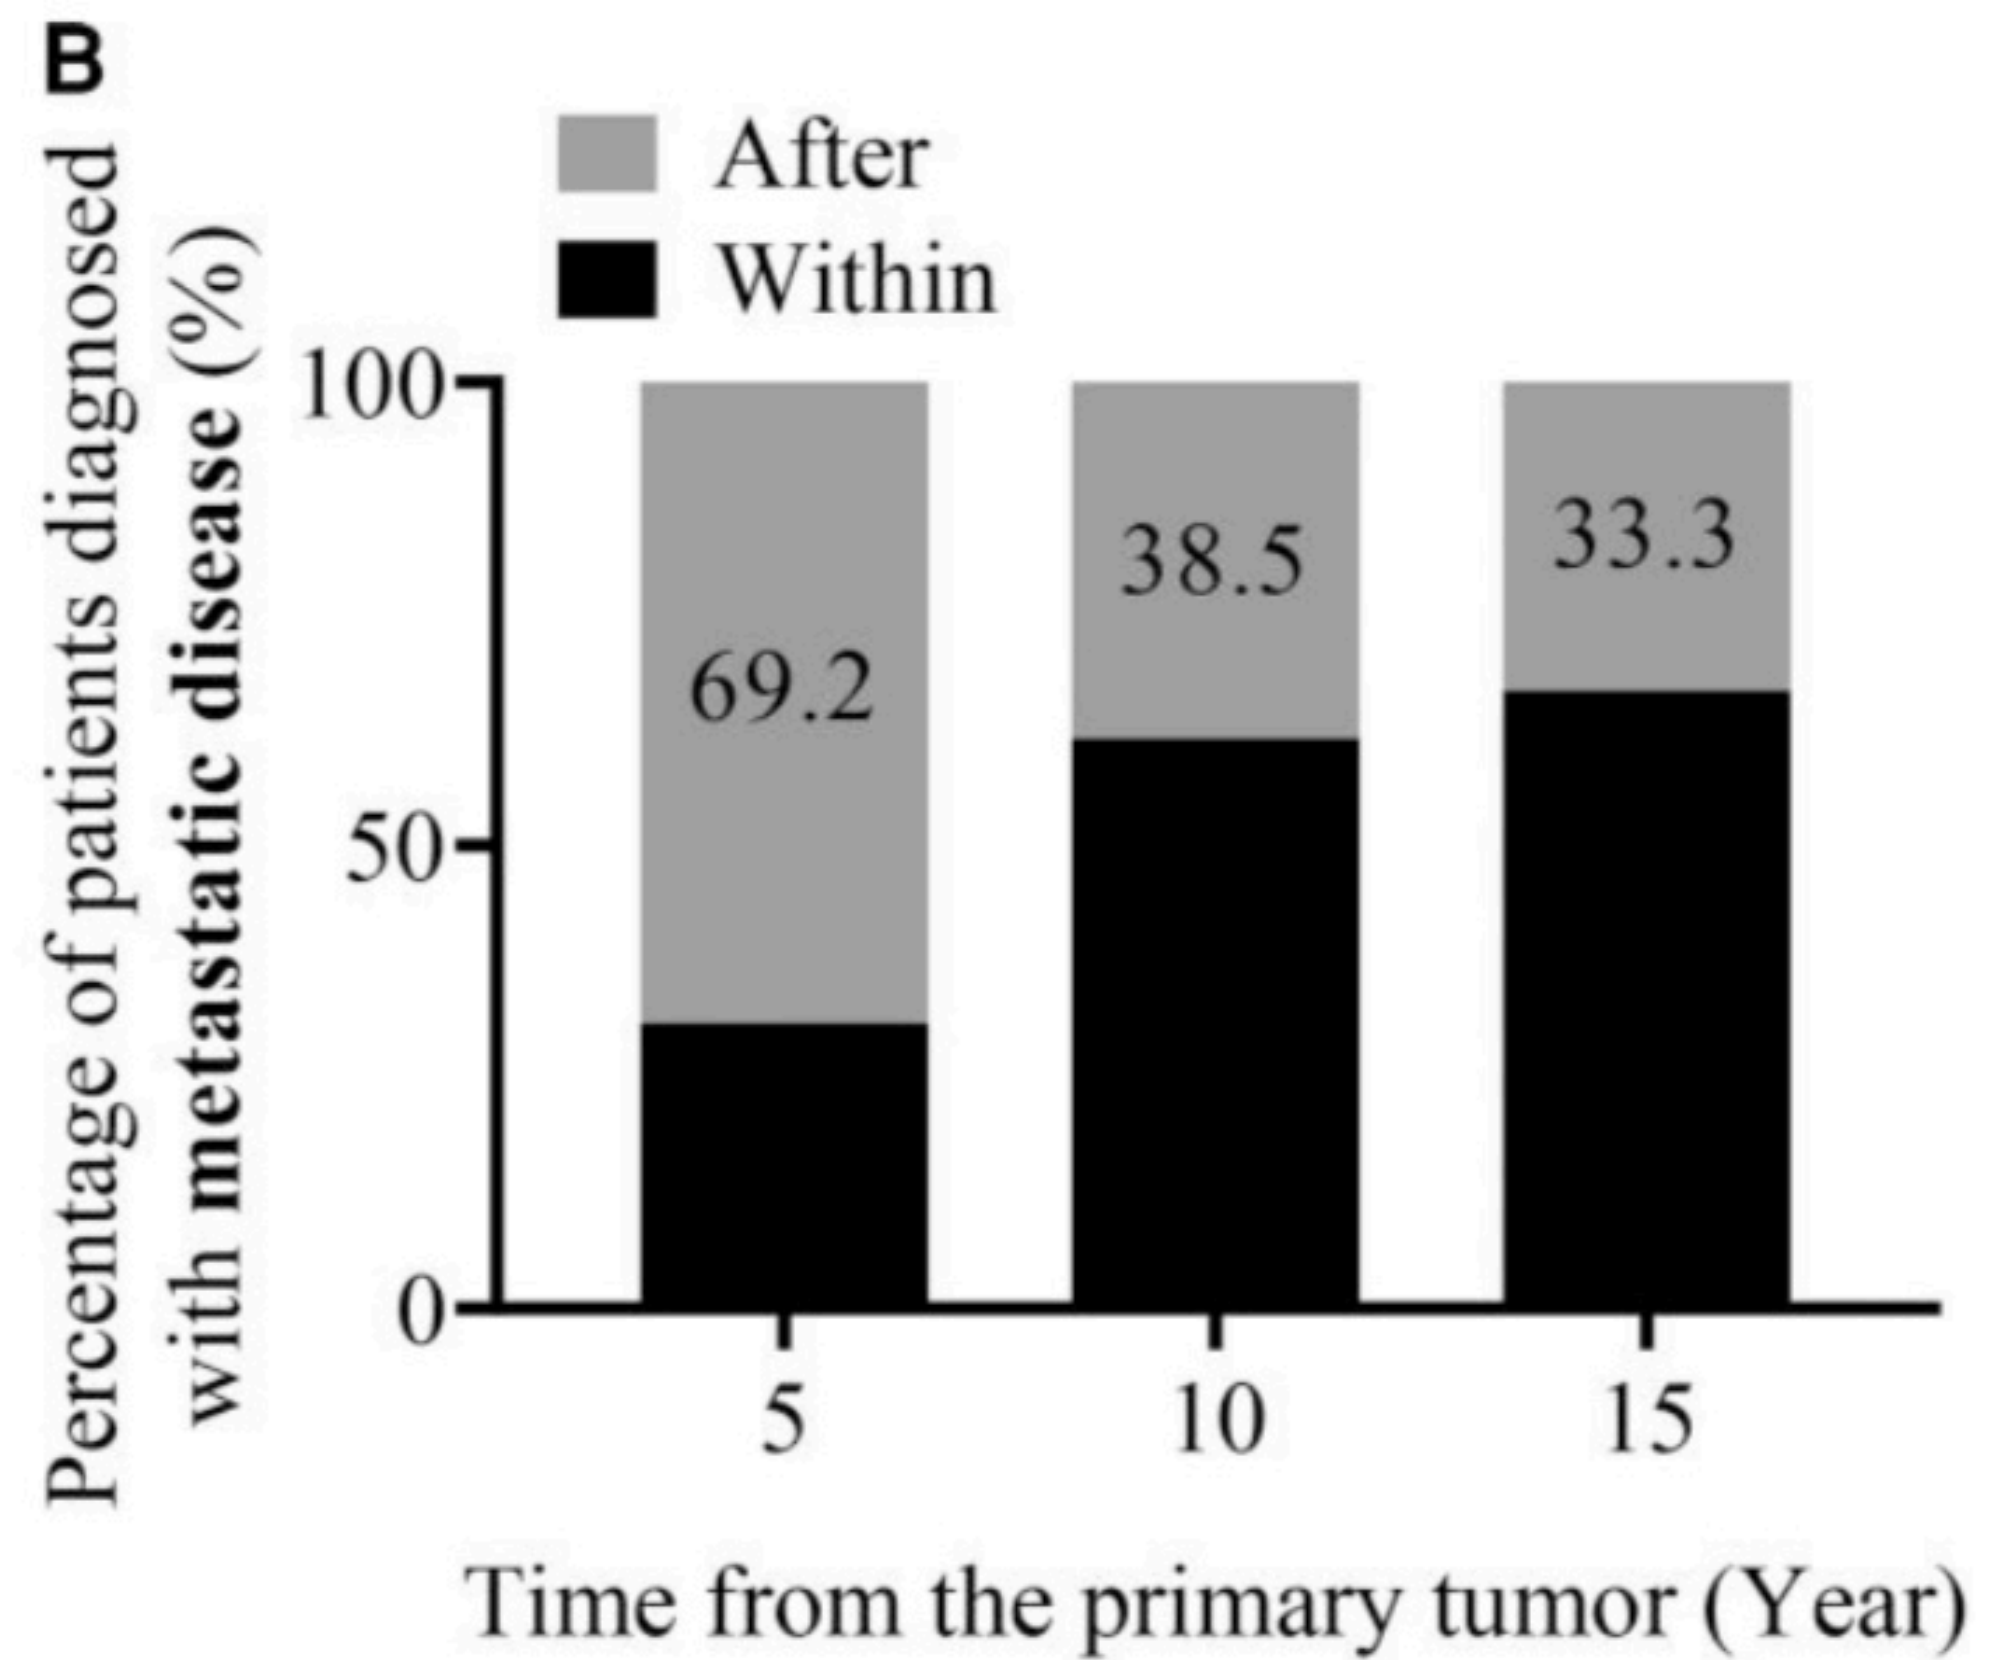 B
Percentage of patients diagnosed
with metastatic disease (%)
After
Within
100
50
0
69.2
38.5
33.3
5
10
15
Time from the primary tumor (Year)